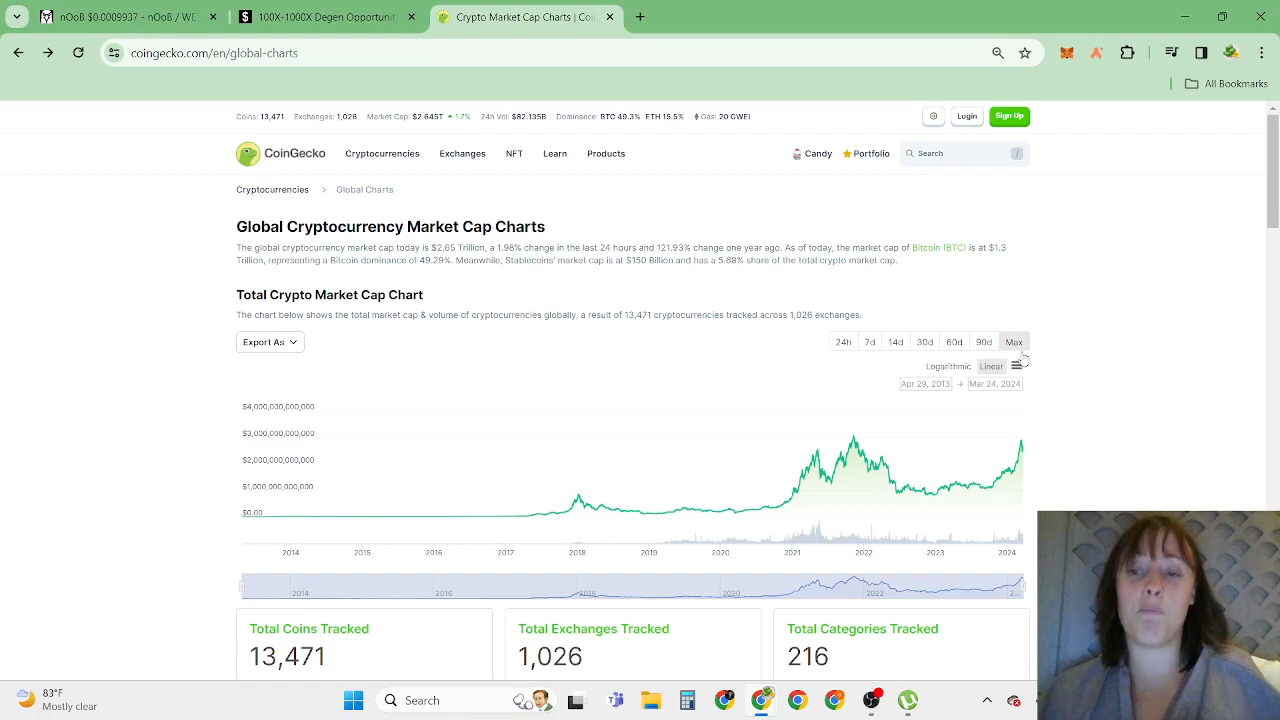 nOoB $0.0009937 - nOoB / WE
100X-1000X Degen Opportunit
Crypto Market Cap Charts | Coi
coingecko.com/en/global-charts
All Bookmarks
Coins: 13,471 Exchanges: 1,026 Market Cap: $2.645T 1.7% 24h Vol: $82.135B Dominance: BTC 49.3% ETH 15.5% Gas: 20 GWEI
Login
Sign Up
CoinGecko Cryptocurrencies Exchanges NFT Learn Products Candy Portfolio Search /
Cryptocurrencies > Global Charts
Global Cryptocurrency Market Cap Charts
The global cryptocurrency market cap today is $2.65 Trillion, a 1.98% change in the last 24 hours and 121.93% change one year ago. As of today, the market cap of Bitcoin (BTC) is at $1.3
Trillion, representing a Bitcoin dominance of 49.29%. Meanwhile, Stablecoins' market cap is at $150 Billion and has a 5.68% share of the total crypto market cap.
Total Crypto Market Cap Chart
The chart below shows the total market cap & volume of cryptocurrencies globally, a result of 13,471 cryptocurrencies tracked across 1,026 exchanges.
Export As
24h 7d 14d 30d 60d 90d Max
Logarithmic Linear
Apr 29, 2013 → Mar 24, 2024
$4,000,000,000,000
$3,000,000,000,000
$2,000,000,000,000
$1,000,000,000,000
$0.00
2014 2015 2016 2017 2018 2019 2020 2021 2022 2023 2024
2014 2016 2018 2020 2022 2...
Total Coins Tracked
13,471
Total Exchanges Tracked
1,026
Total Categories Tracked
216
83°F
Mostly clear
Search